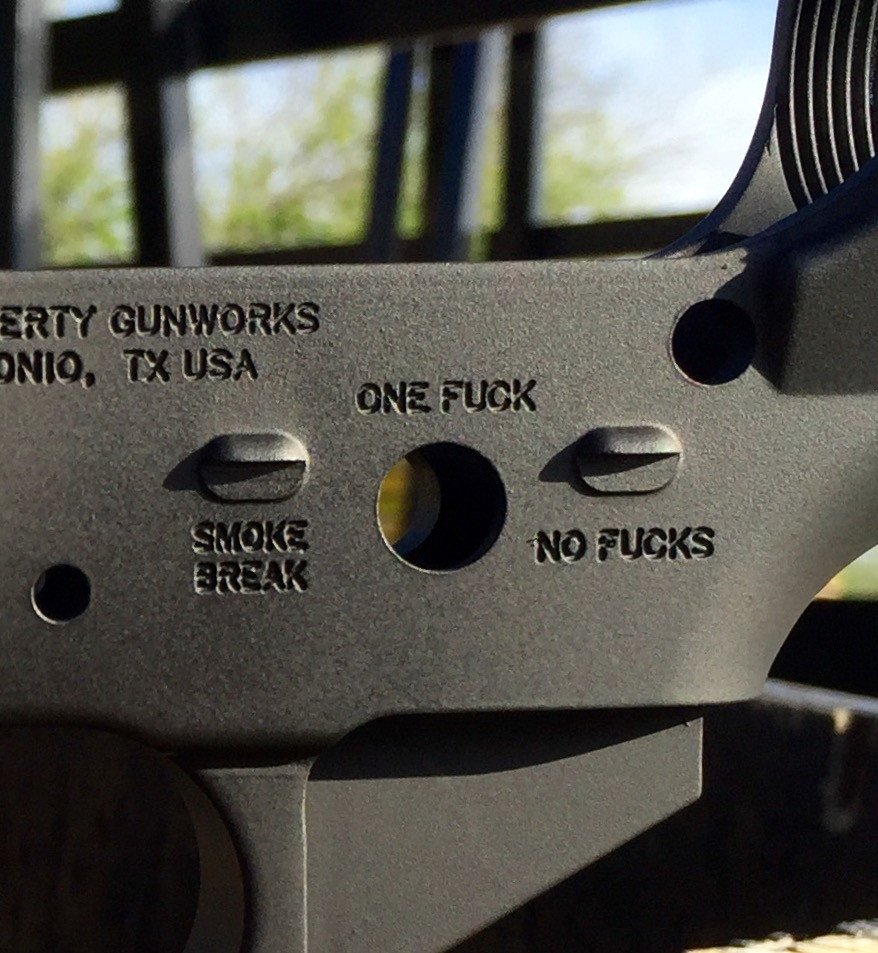 ERTY GUNWORKS
ONIO, TX USA
ONE FUCK
SMOKE
BREAK
NO FUCKS